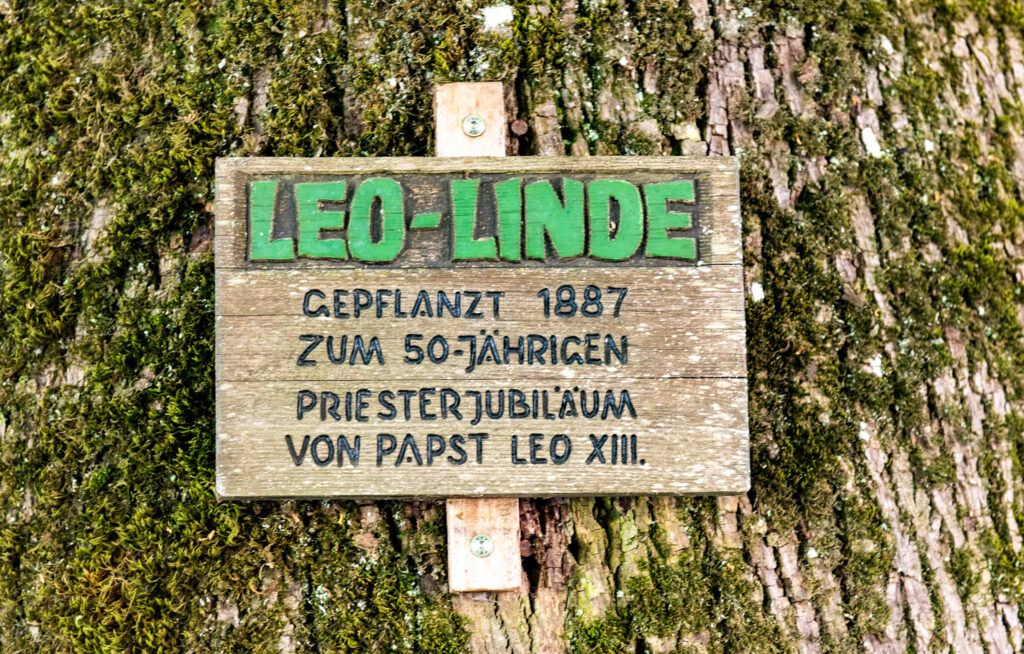 LEO-LINDE
GEPFLANZT 1887
ZUM 50-JÄHRIGEN
PRIESTERJUBILÄUM
VON PAPST LEO XIII.